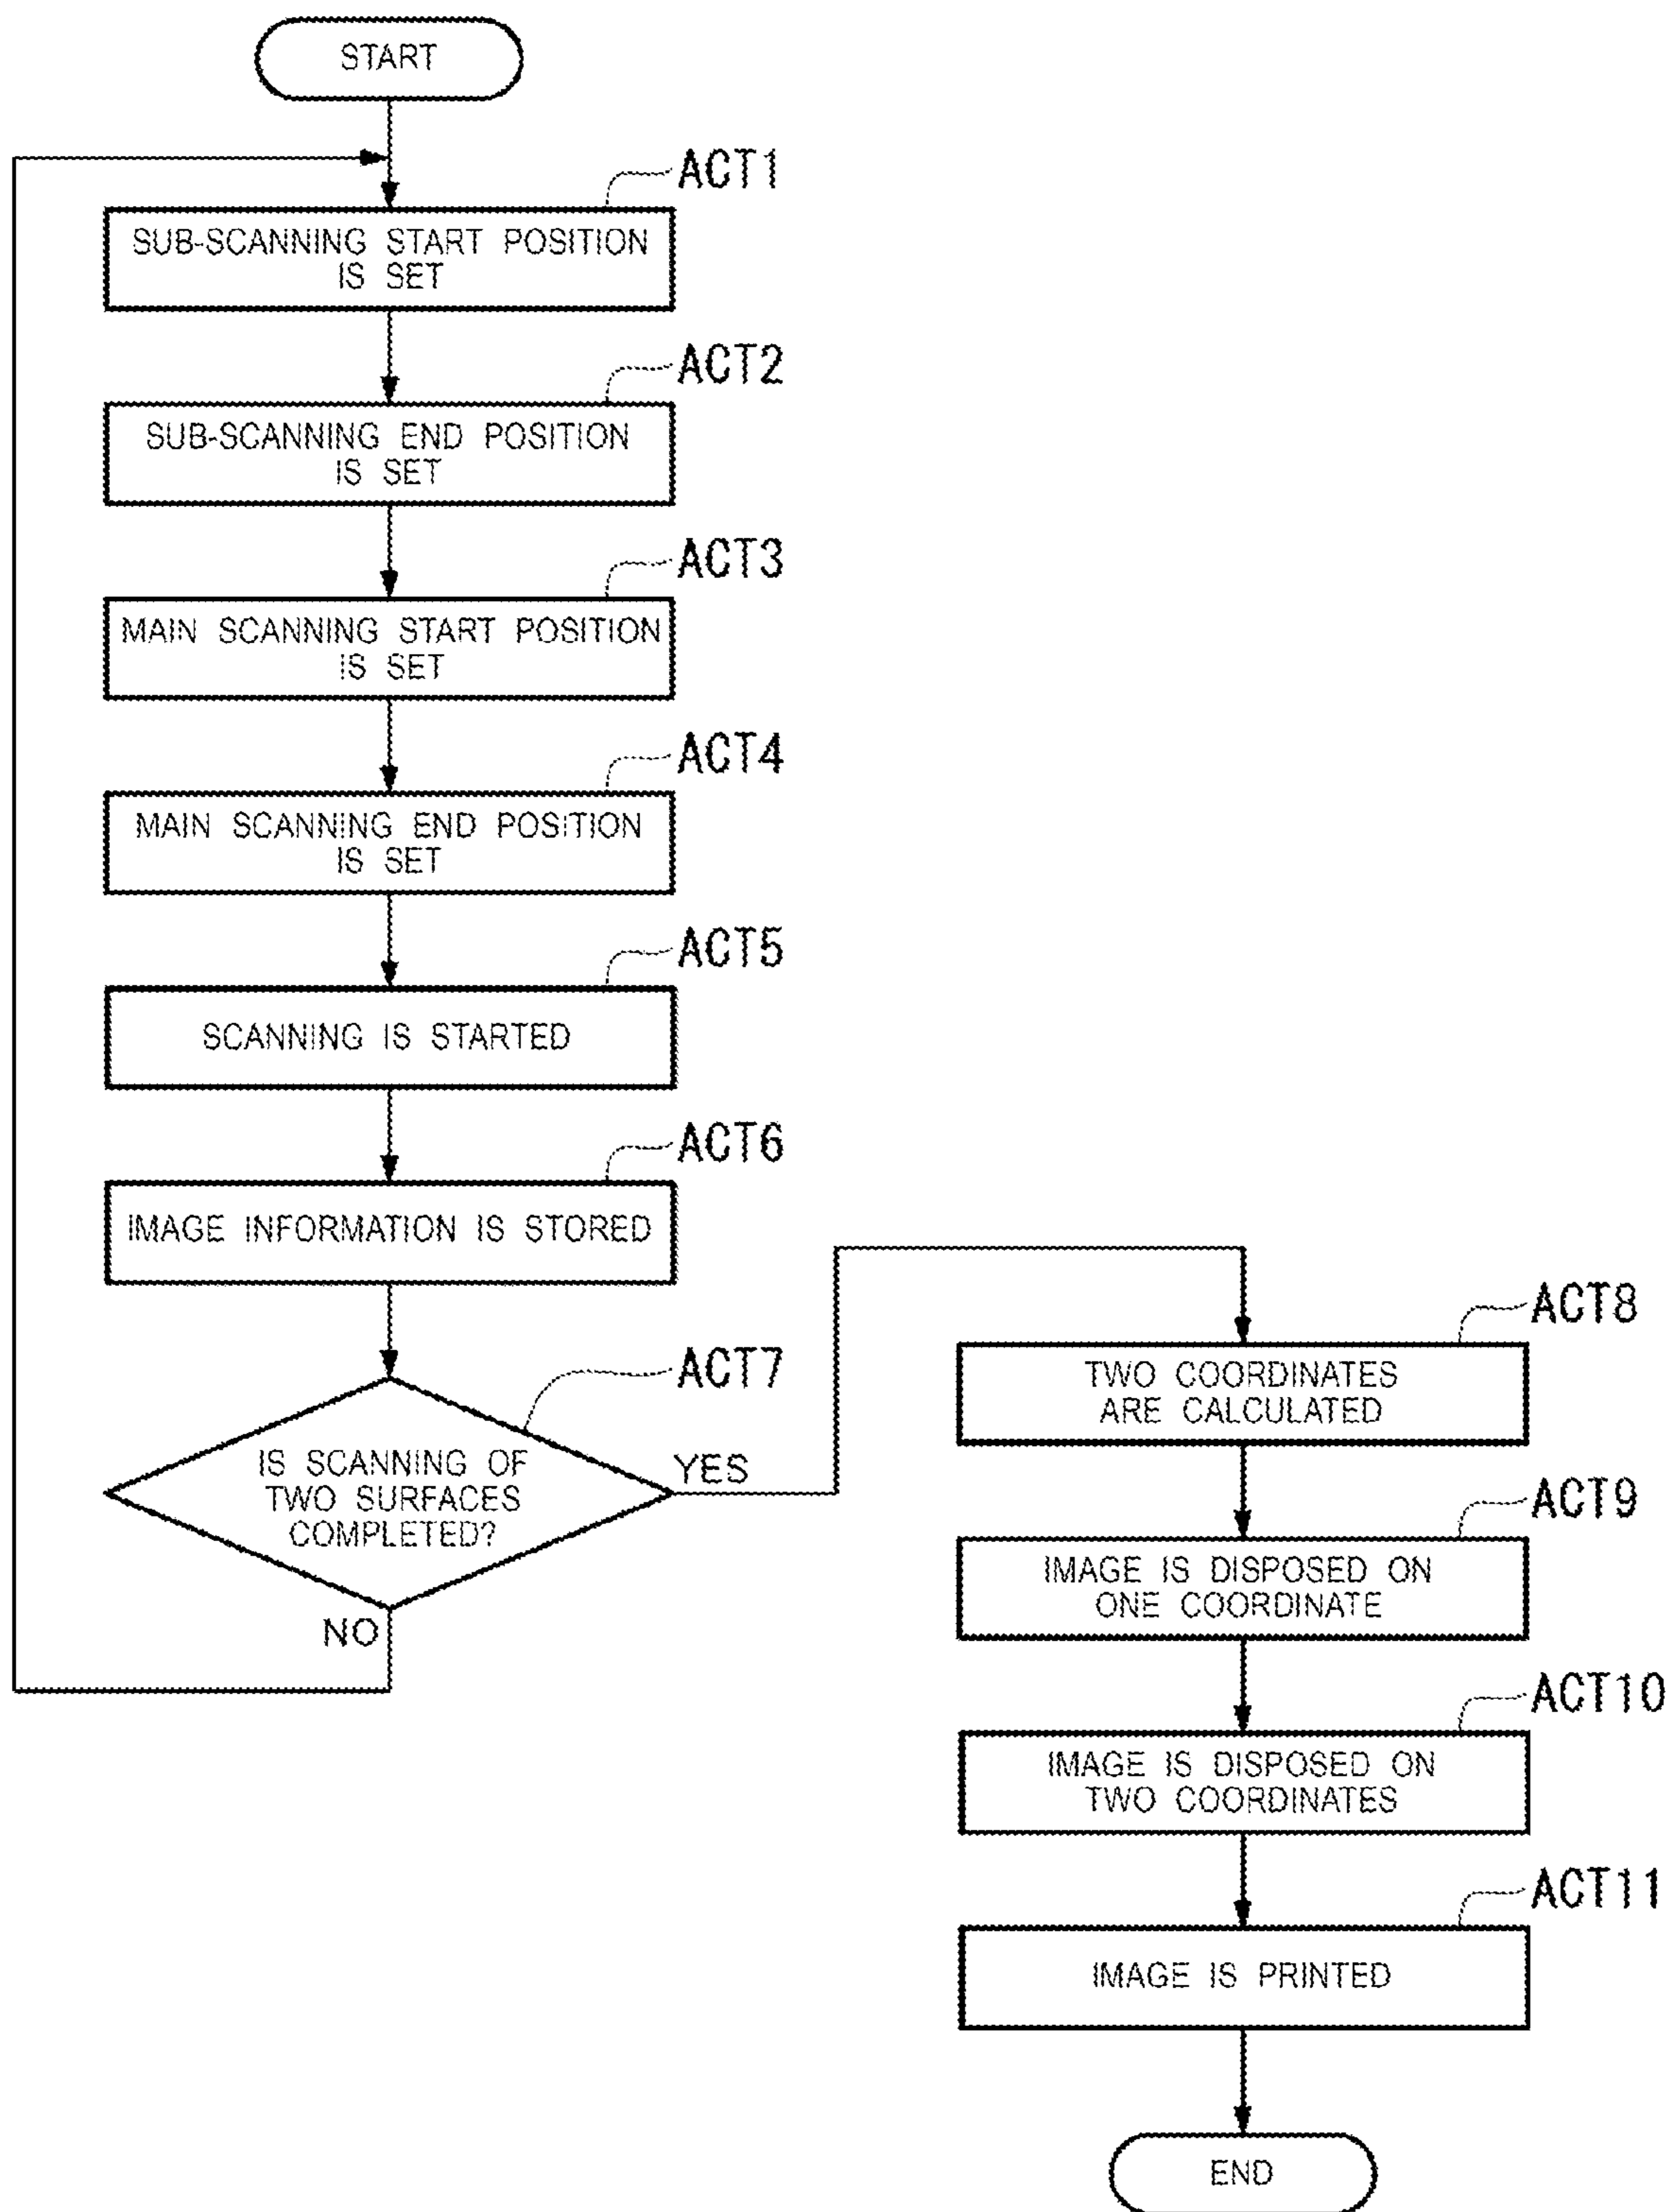 START
ACT1
SUB-SCANNING START POSITION
IS SET
ACT2
SUB-SCANNING END POSITION
IS SET
ACT3
MAIN SCANNING START POSITION
IS SET
ACT4
MAIN SCANNING END POSITION
IS SET
ACT5
SCANNING IS STARTED
ACT6
IMAGE INFORMATION IS STORED
ACT7
IS SCANNING OF
TWO SURFACES
COMPLETED?
YES
NO
ACT8
TWO COORDINATES
ARE CALCULATED
ACT9
IMAGE IS DISPOSED ON
ONE COORDINATE
ACT10
IMAGE IS DISPOSED ON
TWO COORDINATES
ACT11
IMAGE IS PRINTED
END